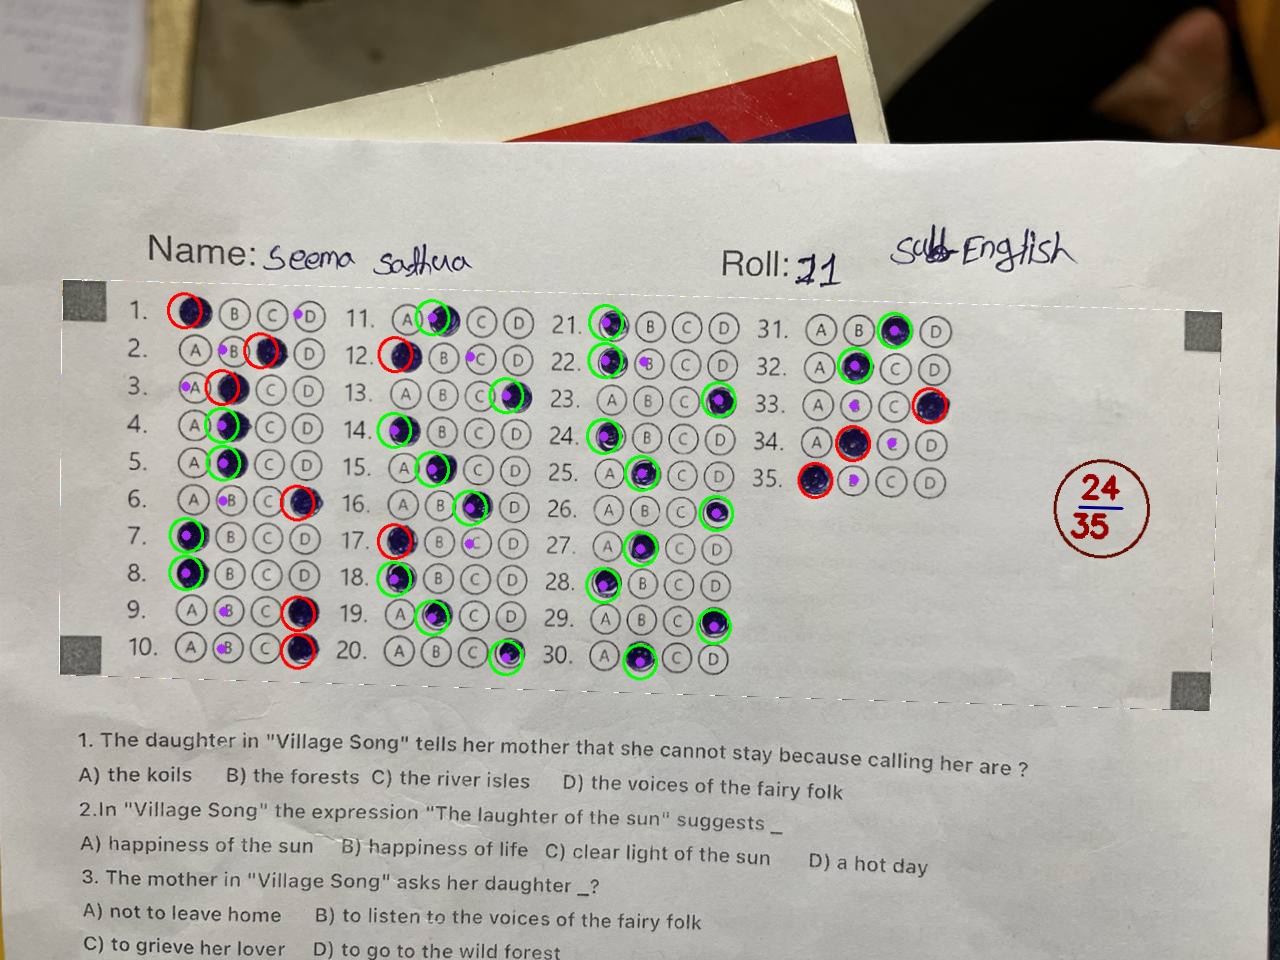 Name: Seema Sadhua Roll: 21 Sub- English
1. B C D 11. A C D 21. B C D 31. A B D
2. A B D 12. B C D 22. B C D 32. A C D
3. A C D 13. A B C 23. A B C 33. A C
4. A C D 14. B C D 24. B C D 34. A C D
5. A C D 15. A C D 25. A C D 35. B C D
6. A B C 16. A B D 26. A B C
7. B C D 17. B C D 27. A C D
8. B C D 18. B C D 28. B C D
9. A B C 19. A C D 29. A B C
10. A B C 20. A B C 30. A C D
24
35
1. The daughter in "Village Song" tells her mother that she cannot stay because calling her are ?
A) the koils B) the forests C) the river isles D) the voices of the fairy folk
2.In "Village Song" the expression "The laughter of the sun" suggests _
A) happiness of the sun B) happiness of life C) clear light of the sun D) a hot day
3. The mother in "Village Song" asks her daughter _?
A) not to leave home B) to listen to the voices of the fairy folk
C) to grieve her lover D) to go to the wild forest